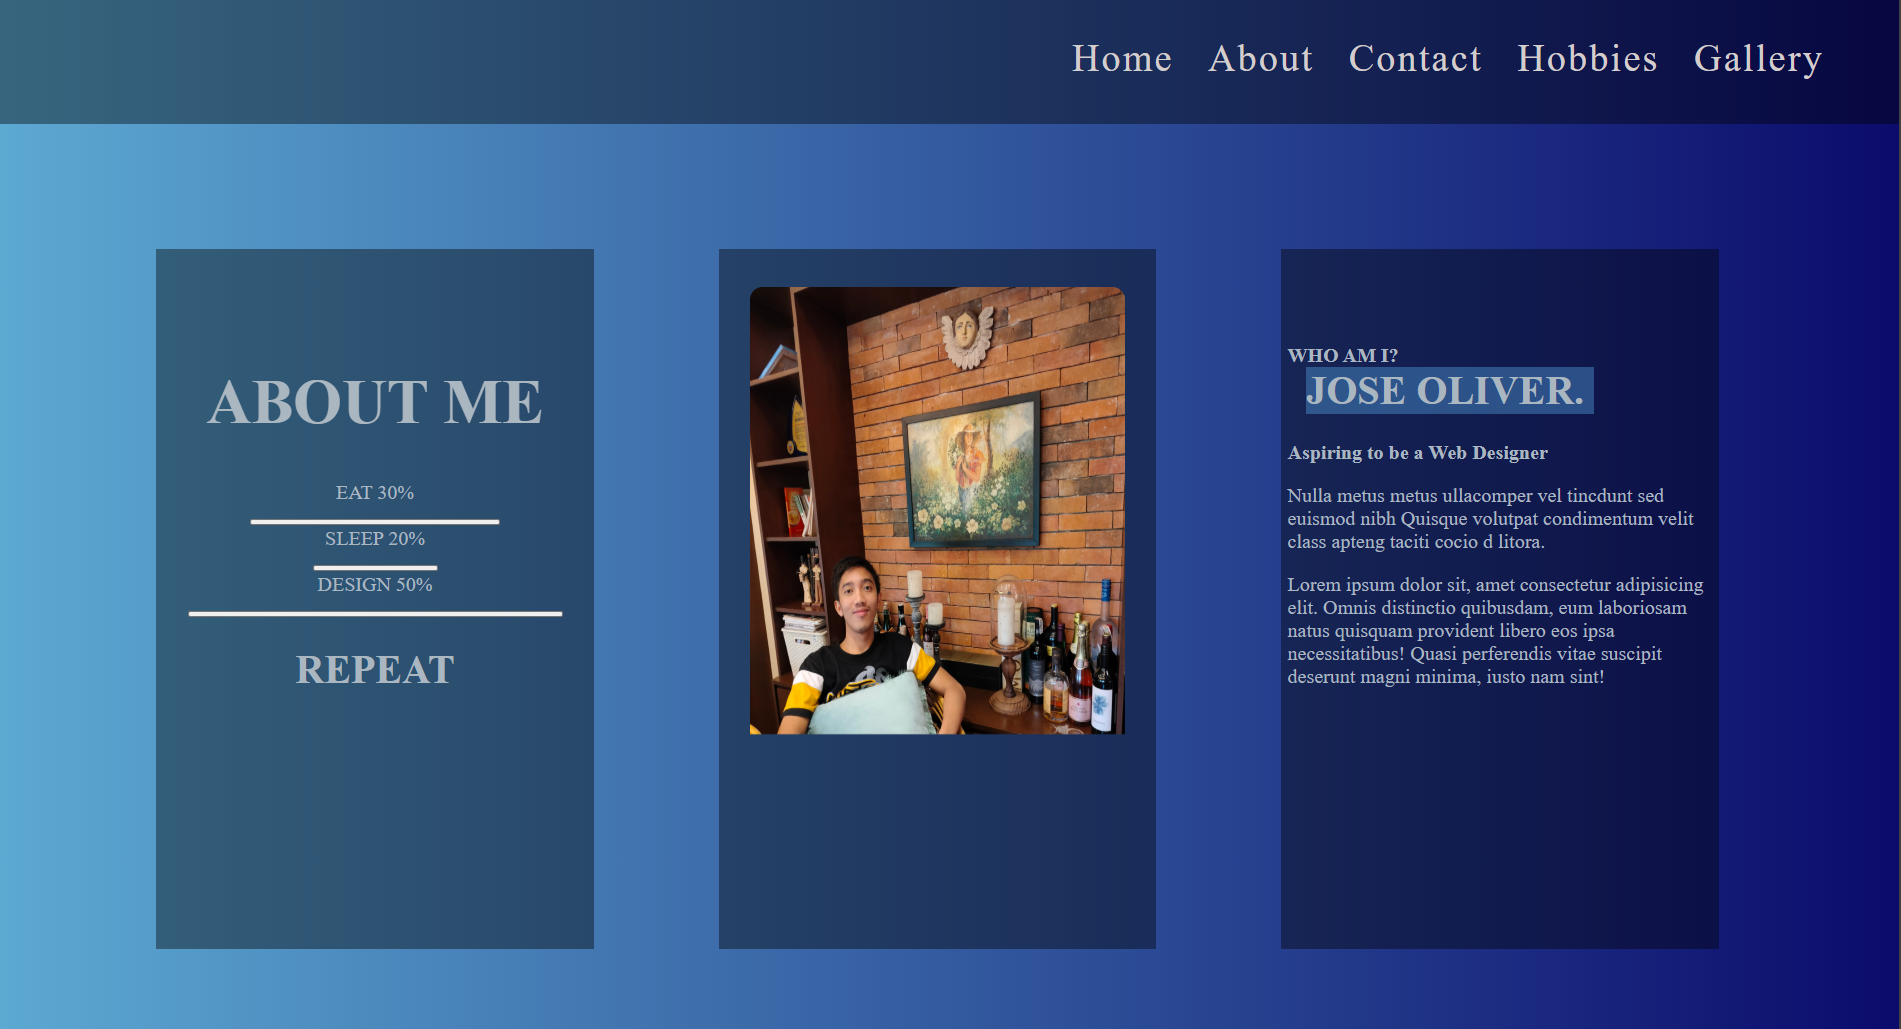 Home About Contact Hobbies Gallery
ABOUT ME
EAT 30%
SLEEP 20%
DESIGN 50%
REPEAT
WHO AM I?
JOSE OLIVER.
Aspiring to be a Web Designer
Nulla metus metus ullacomper vel tincdunt sed
euismod nibh Quisque volutpat condimentum velit
class apteng taciti cocio d litora.
Lorem ipsum dolor sit, amet consectetur adipisicing
elit. Omnis distinctio quibusdam, eum laboriosam
natus quisquam provident libero eos ipsa
necessitatibus! Quasi perferendis vitae suscipit
deserunt magni minima, iusto nam sint!